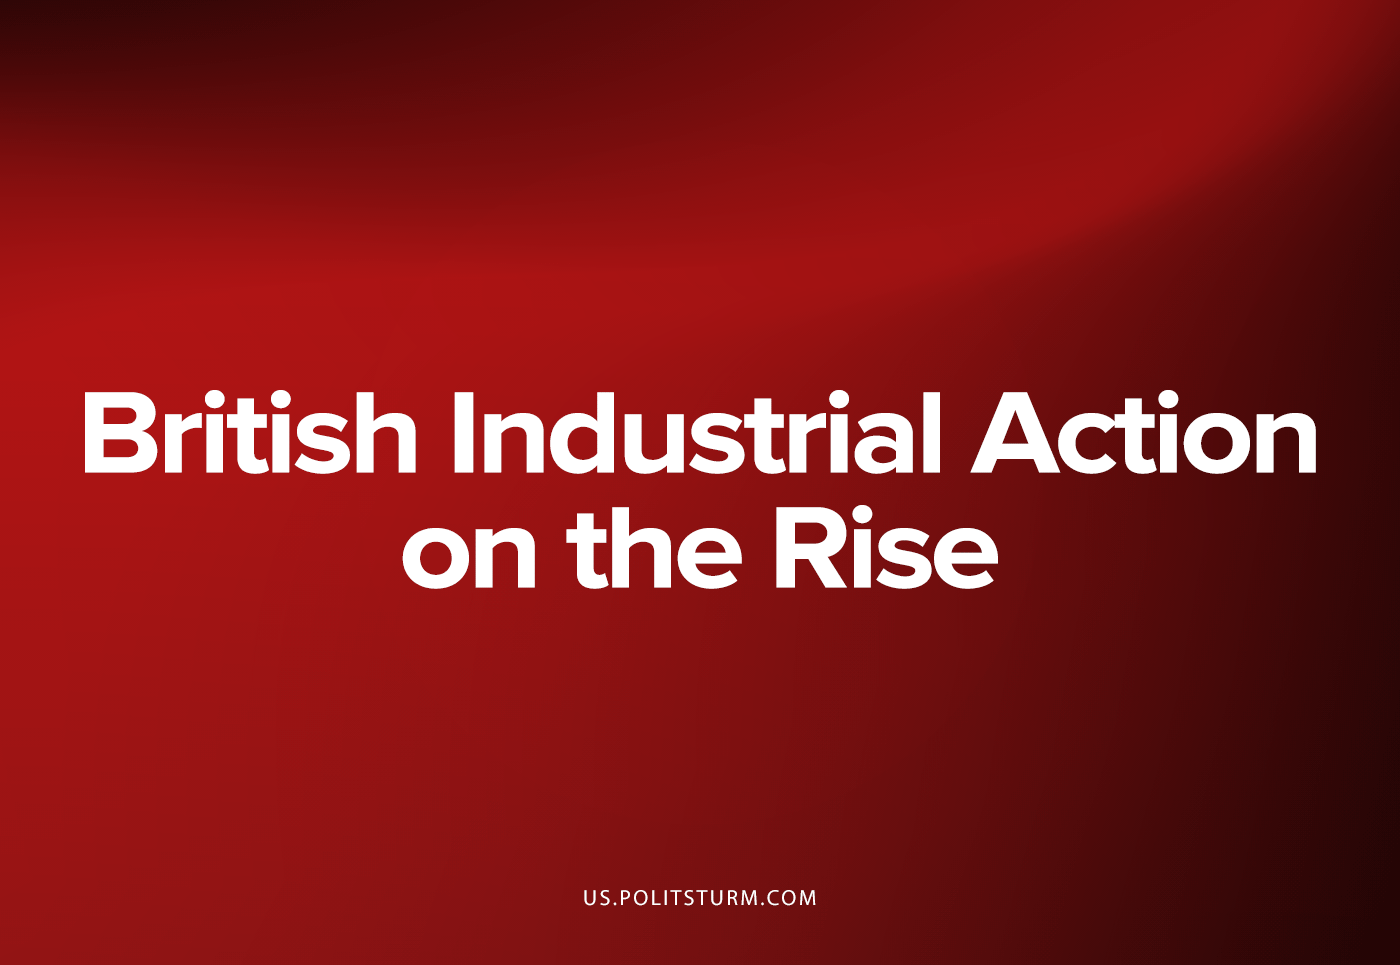 British Industrial Action
on the Rise
US.POLITSTURM.COM